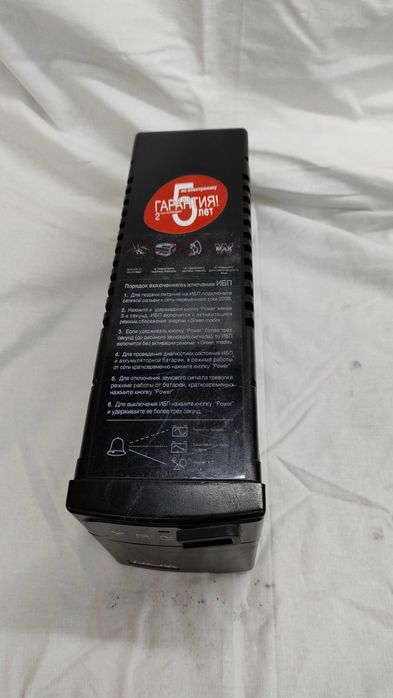 на электронику
ГАРАНТИЯ!
5
2
лет
MAX
Порядок включения/выключения ИБП
1. Для подачи питания на ИБП подключите
сетевой разъем к сети переменного тока 220В.
2. Нажмите и удерживайте кнопку "Power" менее
3-х секунд, ИБП включится с активизацией
режима сбережения энергии «Green mode»
3. Если удерживать кнопку "Power" более трех
секунд (до двойного звукового сигнала), то ИБП
включится без активации режима «Green mode»
4. Для проведения диагностики состояния ИБП
и аккумуляторной батареи, в режиме работы
от сети кратковременно нажмите кнопку "Power"
5. Для отключения звукового сигнала тревоги в
режиме работы от батареи, кратковременно
нажмите кнопку "Power"
6. Для выключения ИБП нажмите кнопку "Power"
и удерживайте ее более трех секунд.